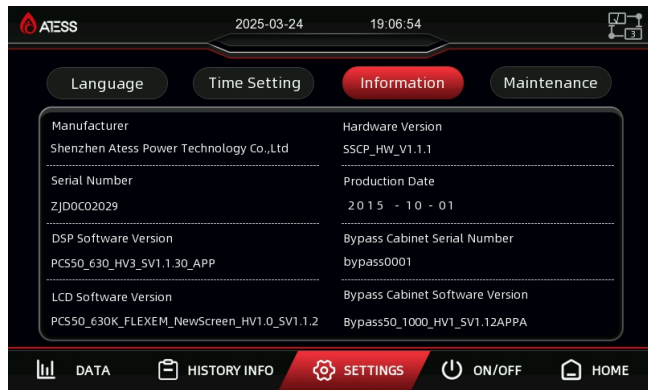 ATESS
2025-03-24
19:06:54
3
Language
Time Setting
Information
Maintenance
Manufacturer
Shenzhen Atess Power Technology Co.,Ltd
Hardware Version
SSCP_HW_V1.1.1
Serial Number
ZJD0C02029
Production Date
2015 - 10 - 01
DSP Software Version
PCS50_630_HV3_SV1.1.30_APP
Bypass Cabinet Serial Number
bypass0001
LCD Software Version
PCS50_630K_FLEXEM_NewScreen_HV1.0_SV1.1.2
Bypass Cabinet Software Version
Bypass50_1000_HV1_SV1.12APPA
DATA
HISTORY INFO
SETTINGS
ON/OFF
HOME